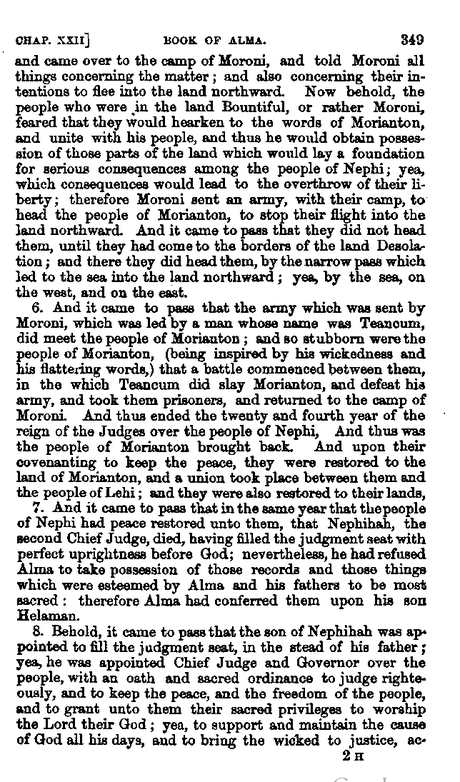 CHAP. XXII] BOOK OF ALMA. 349
and came over to the camp of Moroni, and told Moroni all
things concerning the matter; and also concerning their in-
tentions to flee into the land northward. Now behold, the
people who were in the land Bountiful, or rather Moroni,
feared that they would hearken to the words of Morianton,
and unite with his people, and thus he would obtain posses-
sion of those parts of the land which would lay a foundation
for serious consequences among the people of Nephi; yea,
which consequences would lead to the overthrow of their li-
berty; therefore Moroni sent an army, with their camp, to
head the people of Morianton, to stop their flight into the
land northward. And it came to pass that they did not head
them, until they had come to the borders of the land Desola-
tion; and there they did head them, by the narrow pass which
led to the sea into the land northward; yea, by the sea, on
the west, and on the east.
6. And it came to pass that the army which was sent by
Moroni, which was led by a man whose name was Teancum,
did meet the people of Morianton; and so stubborn were the
people of Morianton, (being inspired by his wickedness and
his flattering words,) that a battle commenced between them,
in the which Teancum did slay Morianton, and defeat his
army, and took them prisoners, and returned to the camp of
Moroni. And thus ended the twenty and fourth year of the
reign of the Judges over the people of Nephi, And thus was
the people of Morianton brought back. And upon their
covenanting to keep the peace, they were restored to the
land of Morianton, and a union took place between them and
the people of Lehi; and they were also restored to their lands,
7. And it came to pass that in the same year that the people
of Nephi had peace restored unto them, that Nephihah, the
second Chief Judge, died, having filled the judgment seat with
perfect uprightness before God; nevertheless, he had refused
Alma to take possession of those records and those things
which were esteemed by Alma and his fathers to be most
sacred: therefore Alma had conferred them upon his son
Helaman.
8. Behold, it came to pass that the son of Nephihah was ap-
pointed to fill the judgment seat, in the stead of his father;
yea, he was appointed Chief Judge and Governor over the
people, with an oath and sacred ordinance to judge righte-
ously, and to keep the peace, and the freedom of the people,
and to grant unto them their sacred privileges to worship
the Lord their God; yea, to support and maintain the cause
of God all his days, and to bring the wicked to justice, ac-
2 H